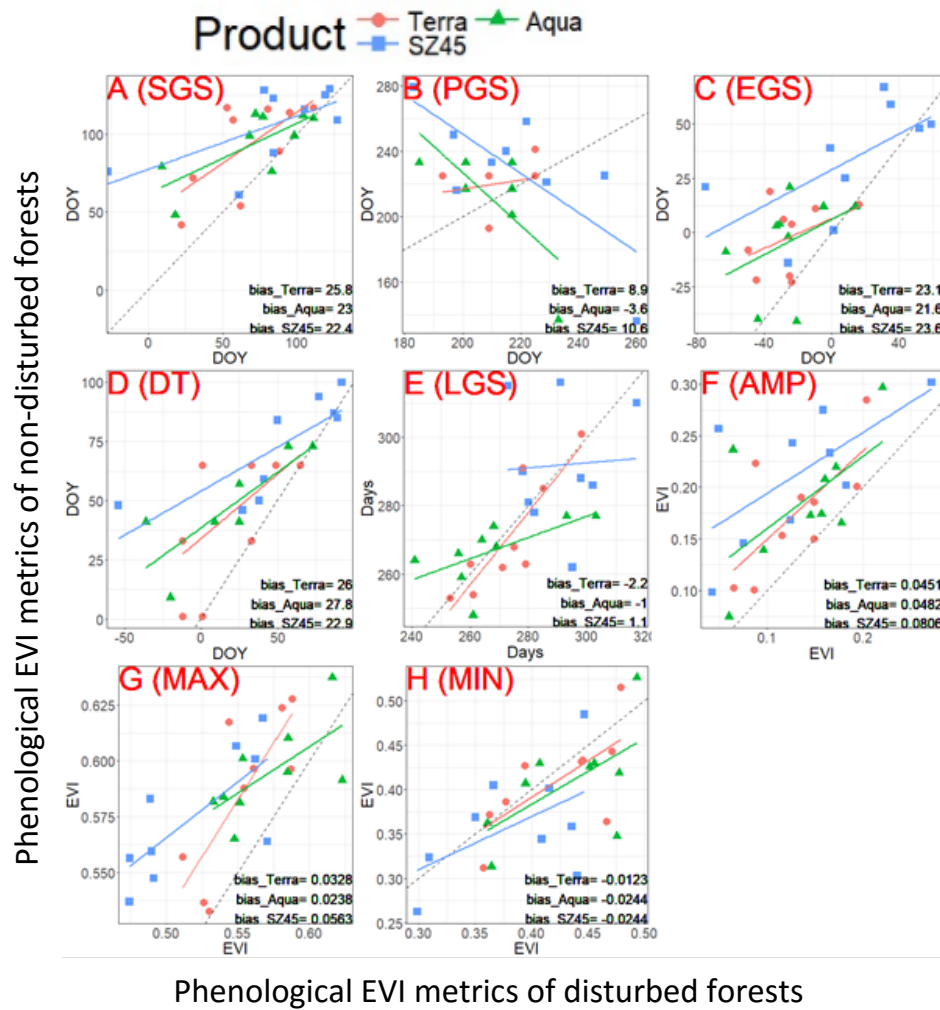 Product Terra Aqua
SZ45
Phenological EVI metrics of non-disturbed forests
A (SGS)
DOY
100
50
0
bias_Terra= 25.8
bias_Aqua= 23
bias_SZ45= 22.4
0 50 100
DOY
B (PGS)
DOY
280
240
200
160
bias_Terra= 8.9
bias_Aqua= -3.6
bias_SZ45= 10.6
180 200 220 240 260
DOY
C (EGS)
DOY
50
25
0
-25
bias_Terra= 23.1
bias_Aqua= 21.6
bias_SZ45= 23.6
-80 -40 0 40
DOY
D (DT)
DOY
100
75
50
25
0
bias_Terra= 26
bias_Aqua= 27.8
bias_SZ45= 22.9
-50 0 50
DOY
E (LGS)
Days
300
280
260
bias_Terra= -2.2
bias_Aqua= -1
bias_SZ45= 1.1
240 260 280 300 320
Days
F (AMP)
EVI
0.30
0.25
0.20
0.15
0.10
bias_Terra= 0.0451
bias_Aqua= 0.0482
bias_SZ45= 0.0806
0.1 0.2
EVI
G (MAX)
EVI
0.625
0.600
0.575
0.550
bias_Terra= 0.0328
bias_Aqua= 0.0238
bias_SZ45= 0.0563
0.50 0.55 0.60
EVI
H (MIN)
EVI
0.50
0.45
0.40
0.35
0.30
0.25
bias_Terra= -0.0123
bias_Aqua= -0.0244
bias_SZ45= -0.0244
0.30 0.35 0.40 0.45 0.50
EVI
Phenological EVI metrics of disturbed forests